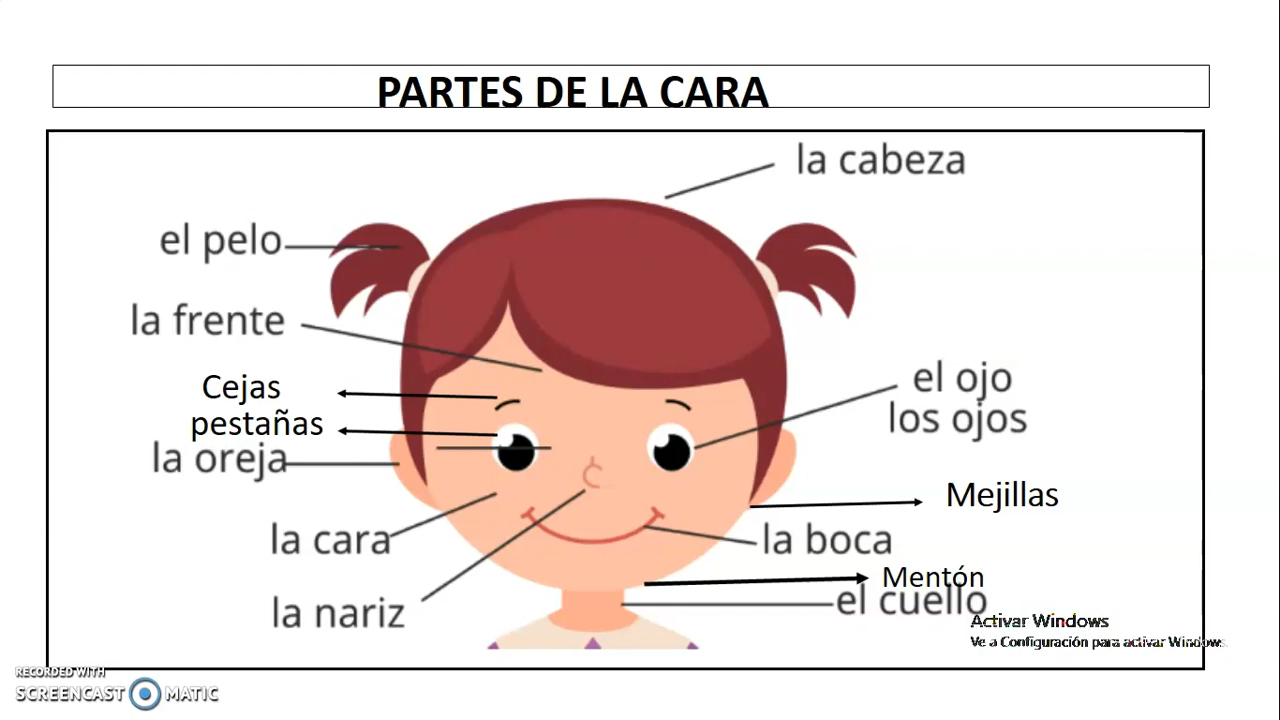 PARTES DE LA CARA
la cabeza
el pelo
la frente
Cejas
pestañas
la oreja
la cara
la nariz
el ojo
los ojos
Mejillas
la boca
Mentón
el cuello
Activar Windows
Ve a Configuración para activar Windows.
RECORDED WITH
SCREENCAST MATIC